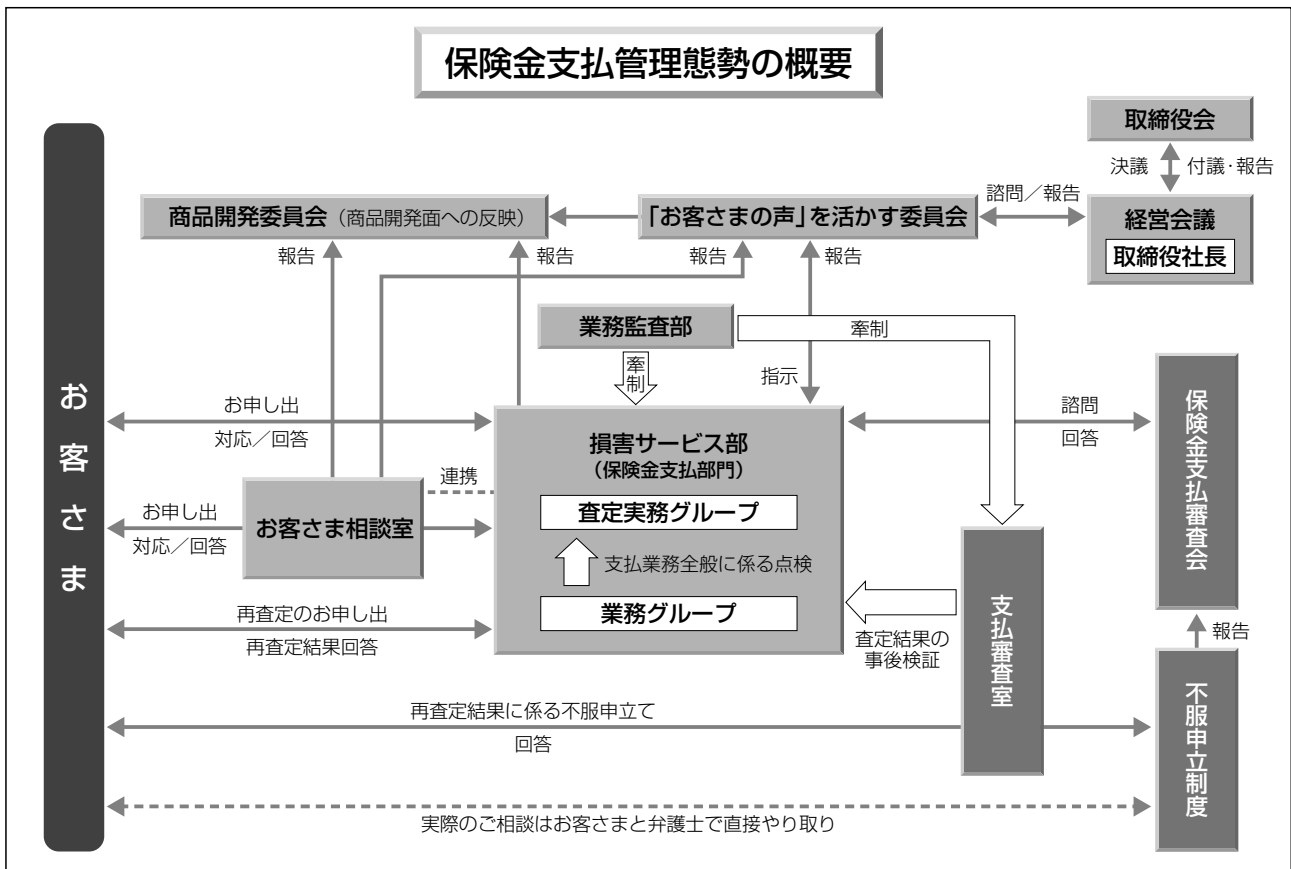 保険金支払管理態勢の概要
取締役会
決議
付議・報告
諮問／報告
経営会議
取締役社長
商品開発委員会（商品開発面への反映）
「お客さまの声」を活かす委員会
報告
報告
報告
報告
業務監査部
牽制
牽制
指示
お客さま
お申し出
対応／回答
損害サービス部
（保険金支払部門）
諮問
回答
保険金支払審査会
連携
お客さま相談室
お申し出
対応／回答
査定実務グループ
支払業務全般に係る点検
業務グループ
再査定のお申し出
再査定結果回答
査定結果の
事後検証
支払審査室
報告
不服申立制度
再査定結果に係る不服申立て
回答
実際のご相談はお客さまと弁護士で直接やり取り